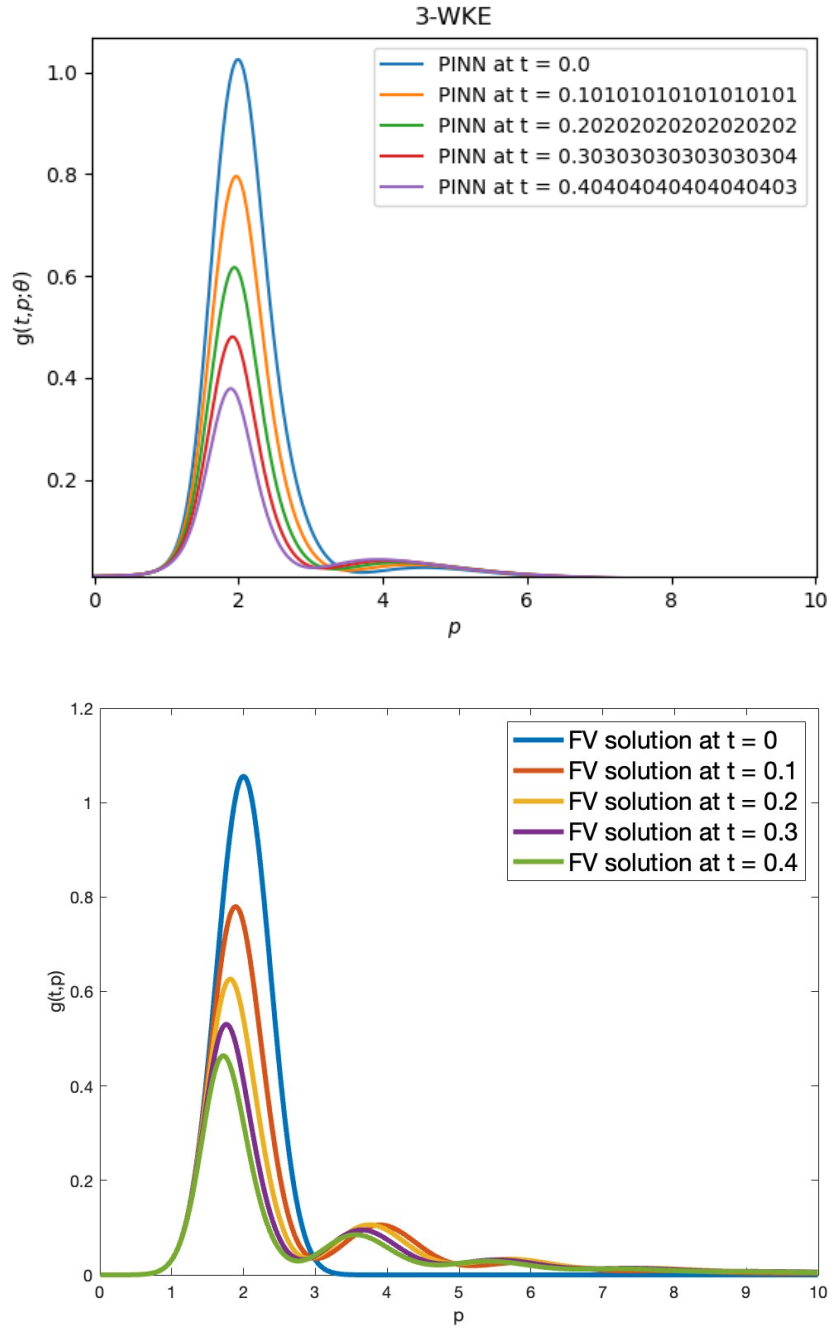 3-WKE
1.0
0.8
0.6
0.4
0.2
g(t,p;θ)
PINN at t = 0.0
PINN at t = 0.10101010101010101
PINN at t = 0.20202020202020202
PINN at t = 0.30303030303030304
PINN at t = 0.40404040404040403
0 2 4 6 8 10
p
1.2
1
0.8
0.6
0.4
0.2
0
g(t,p)
FV solution at t = 0
FV solution at t = 0.1
FV solution at t = 0.2
FV solution at t = 0.3
FV solution at t = 0.4
0 1 2 3 4 5 6 7 8 9 10
p